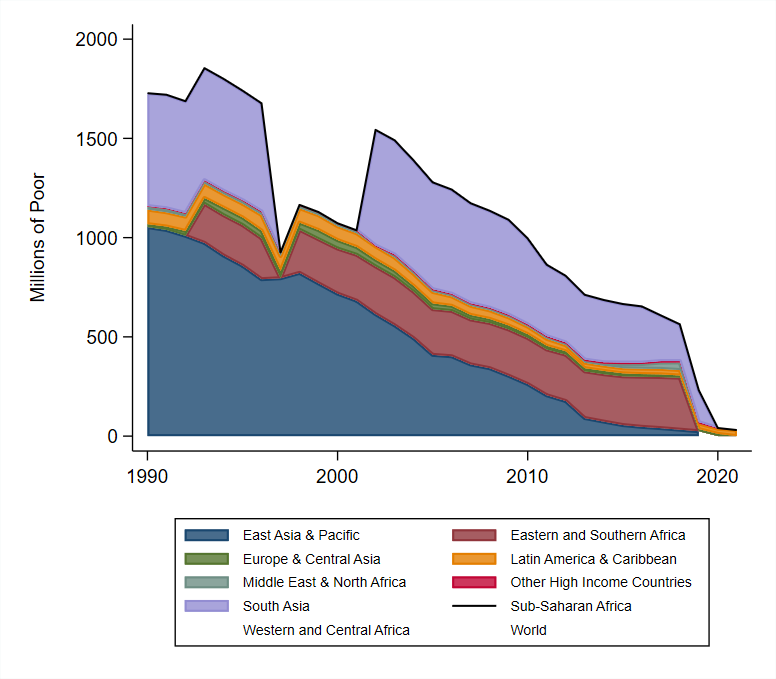 2000
1500
1000
500
0
Millions of Poor
1990 2000 2010 2020
East Asia & Pacific Eastern and Southern Africa
Europe & Central Asia Latin America & Caribbean
Middle East & North Africa Other High Income Countries
South Asia Sub-Saharan Africa
Western and Central Africa World